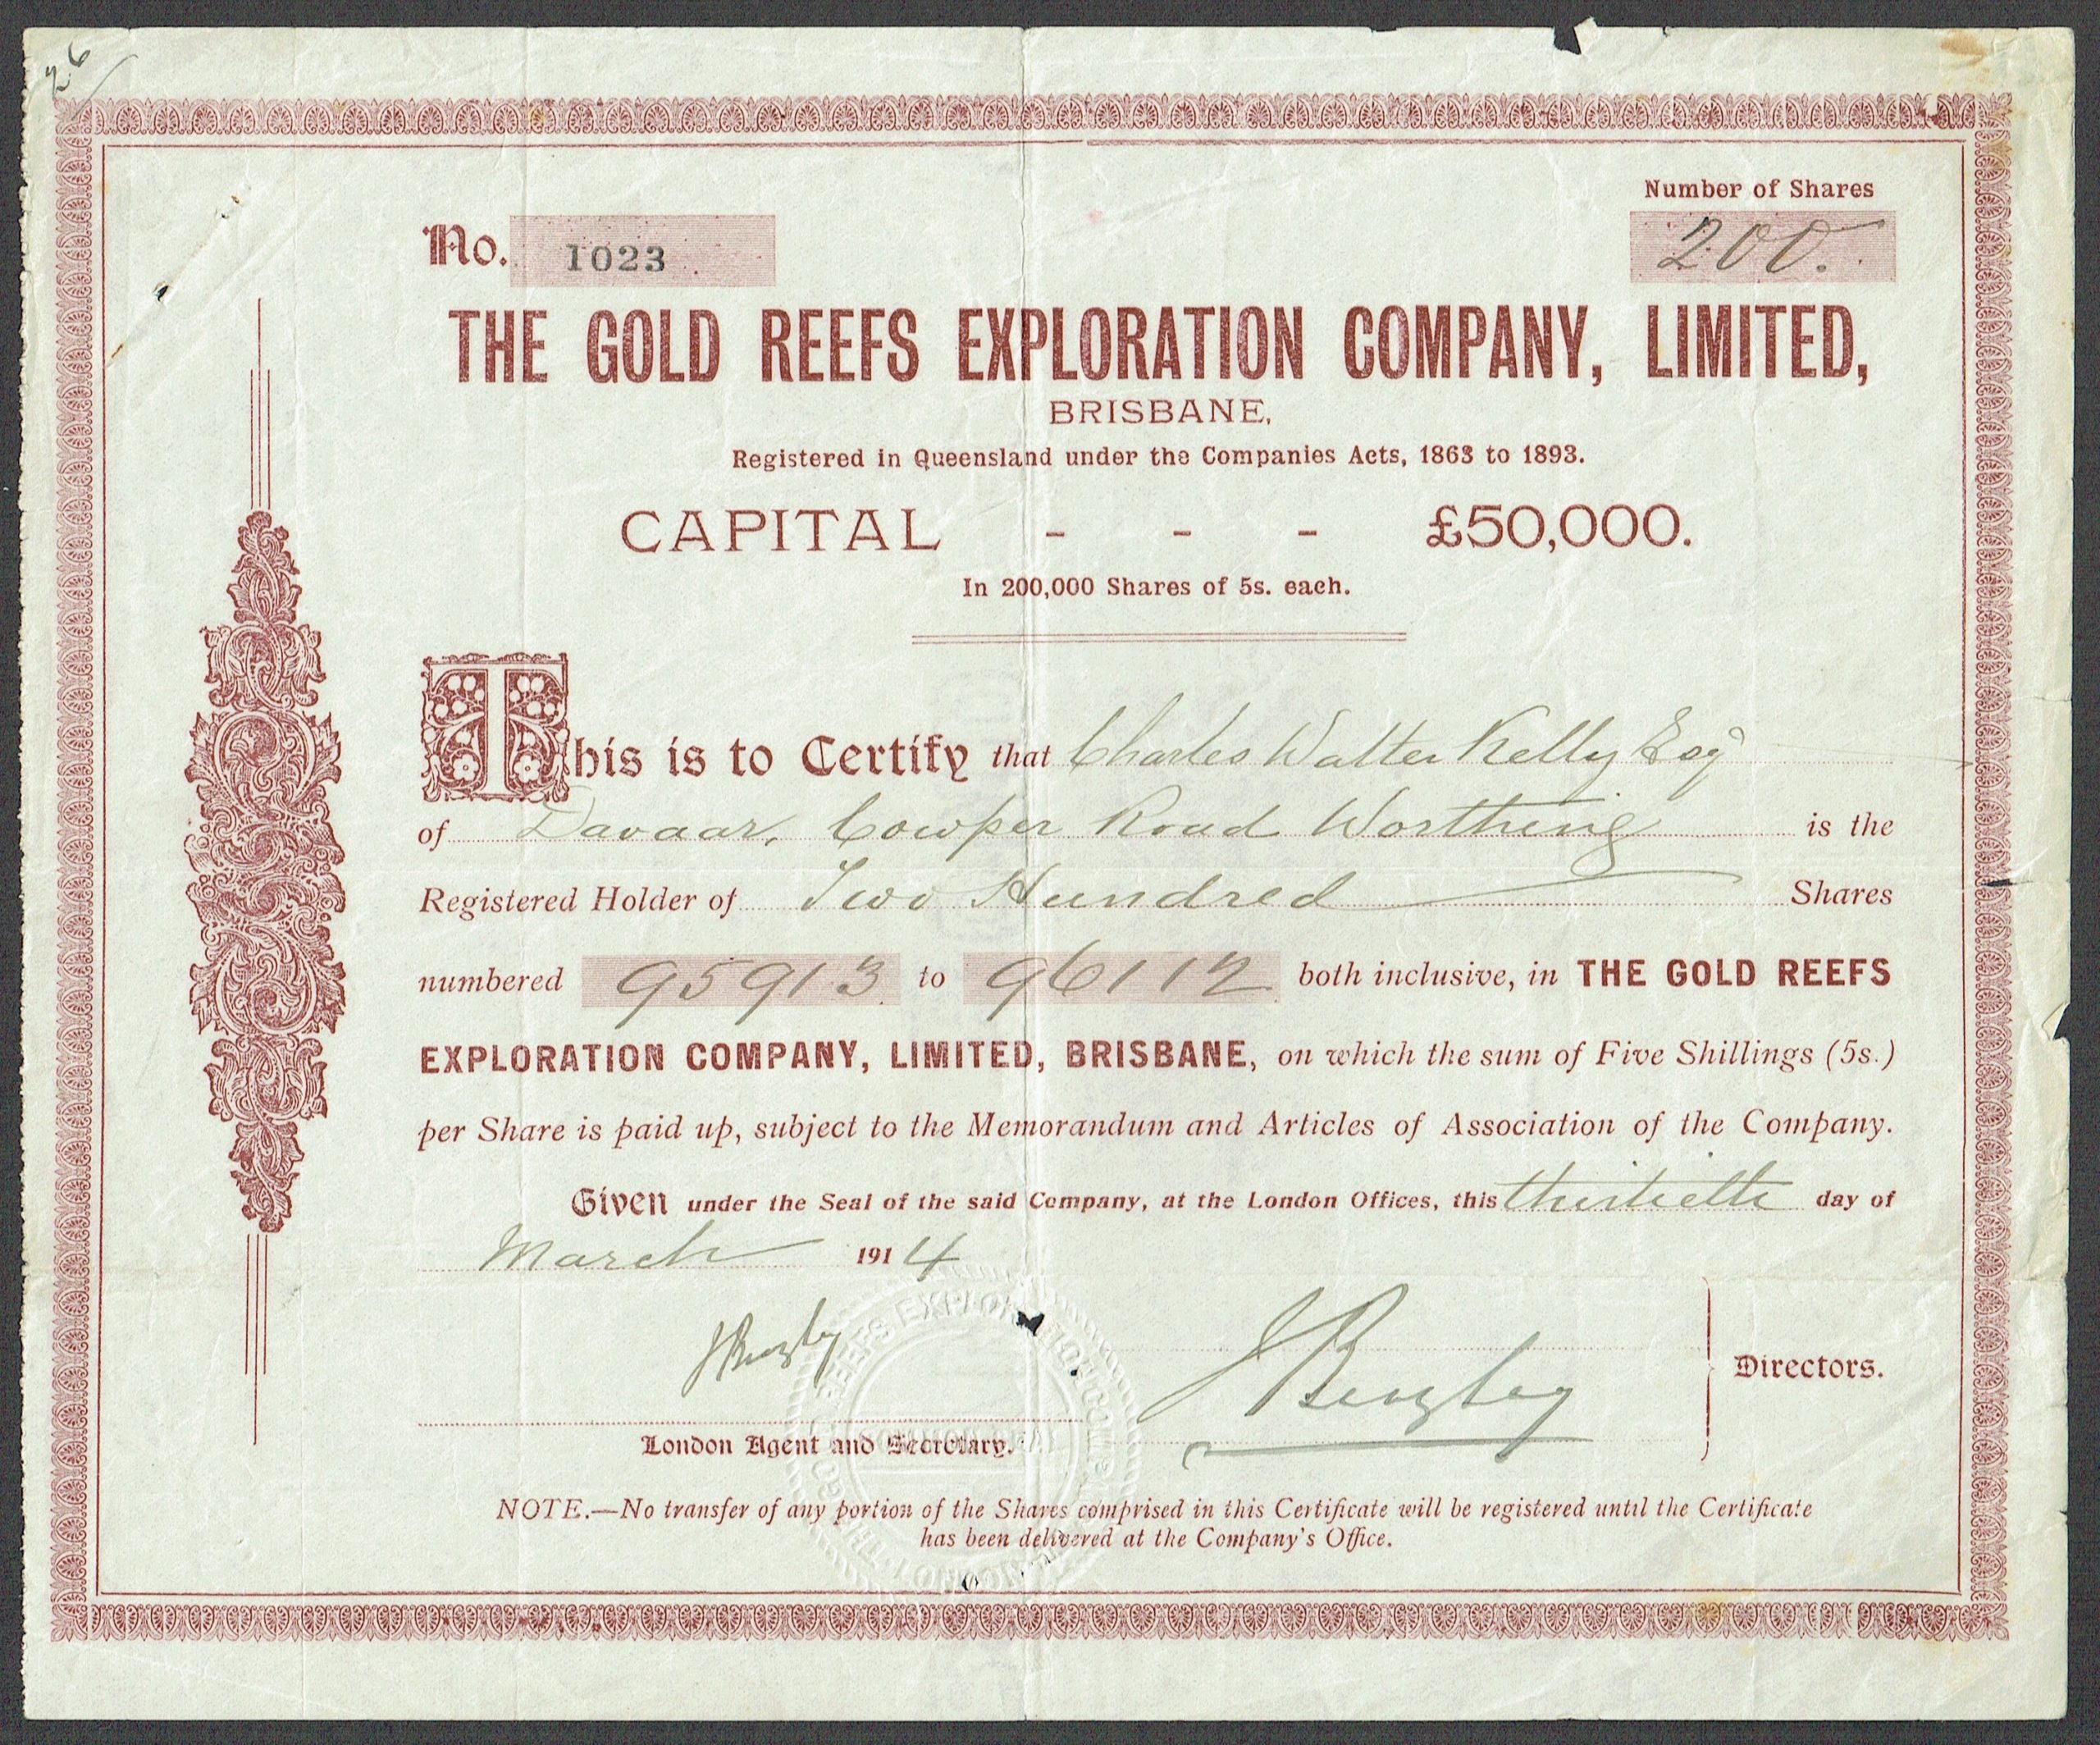 26
Number of Shares
No. 1023
200.
THE GOLD REEFS EXPLORATION COMPANY, LIMITED,
BRISBANE,
Registered in Queensland under the Companies Acts, 1863 to 1893.
CAPITAL - - - £50,000.
In 200,000 Shares of 5s. each.
This is to Certify that Charles Walter Kelly Esq
of Davaar, Cowper Road Worthing is the
Registered Holder of Two Hundred Shares
numbered 95913 to 96112 both inclusive, in THE GOLD REEFS
EXPLORATION COMPANY, LIMITED, BRISBANE, on which the sum of Five Shillings (5s.)
per Share is paid up, subject to the Memorandum and Articles of Association of the Company.
Given under the Seal of the said Company, at the London Offices, this thirtieth day of
March 1914
Directors.
London Agent and Secretary.
NOTE.—No transfer of any portion of the Shares comprised in this Certificate will be registered until the Certificate
has been delivered at the Company's Office.